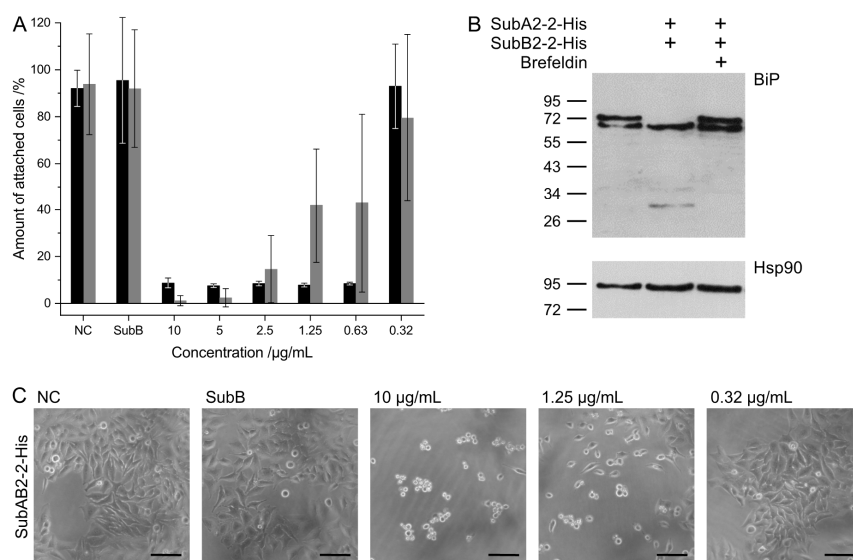 A
120
100
80
60
40
20
0
Amount of attached cells /%
NC SubB 10 5 2.5 1.25 0.63 0.32
Concentration /µg/mL
B
SubA2-2-His + +
SubB2-2-His + +
Brefeldin +
BiP
95
72
55
43
34
26
Hsp90
95
72
C
NC SubB 10 µg/mL 1.25 µg/mL 0.32 µg/mL
SubAB2-2-His